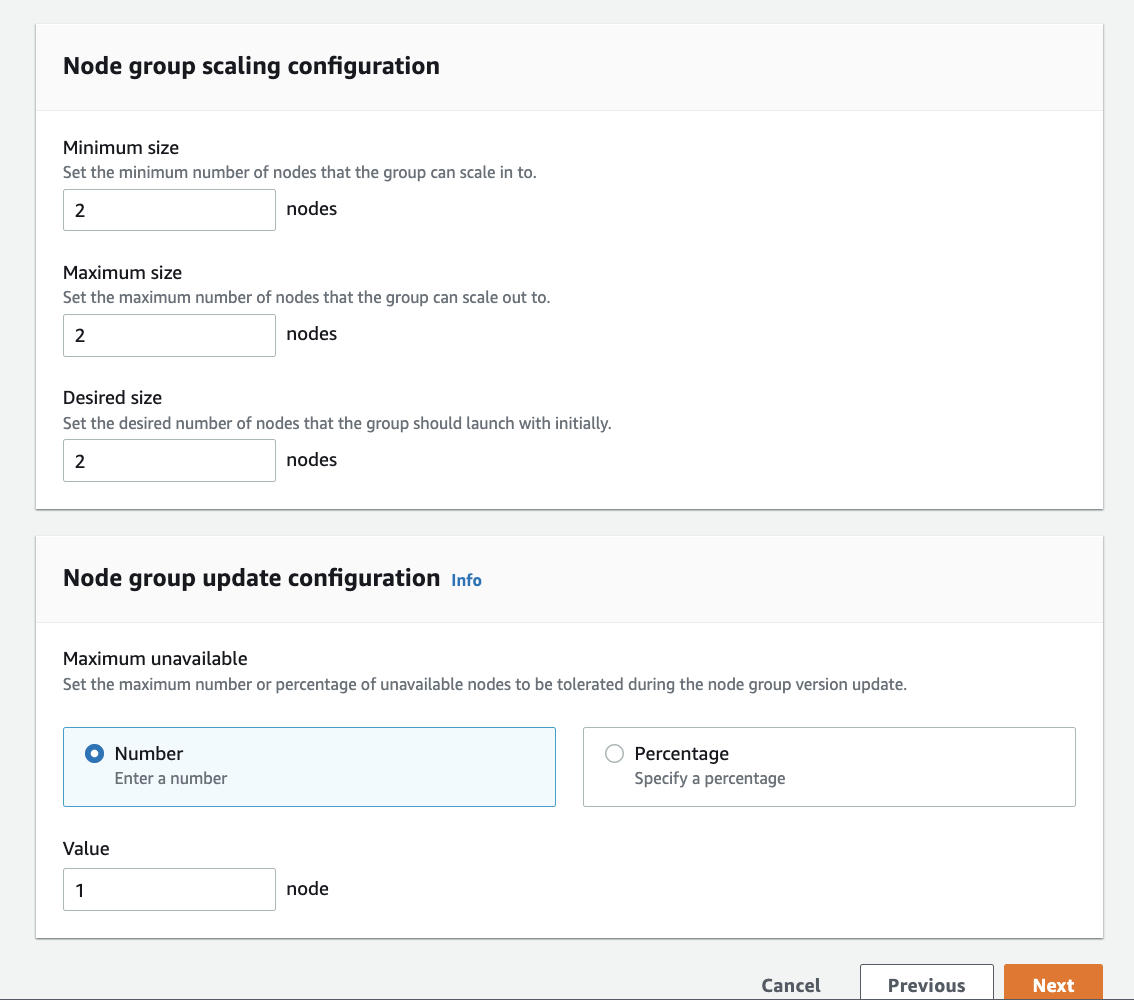 Node group scaling configuration
Minimum size
Set the minimum number of nodes that the group can scale in to.
2 nodes
Maximum size
Set the maximum number of nodes that the group can scale out to.
2 nodes
Desired size
Set the desired number of nodes that the group should launch with initially.
2 nodes
Node group update configuration Info
Maximum unavailable
Set the maximum number or percentage of unavailable nodes to be tolerated during the node group version update.
Number Percentage
Enter a number Specify a percentage
Value
1 node
Cancel Previous Next